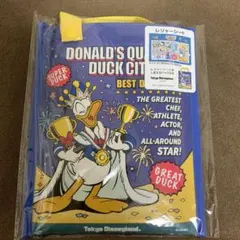 レジャーシート
DONALD'S QU
DUCK CIT
BEST D
SUPER
DUCK
THE GREATEST
CHEF,
ATHLETE,
ACTOR,
AND
ALL-AROUND
STAR!
GREAT
DUCK
Tokyo Disneyland